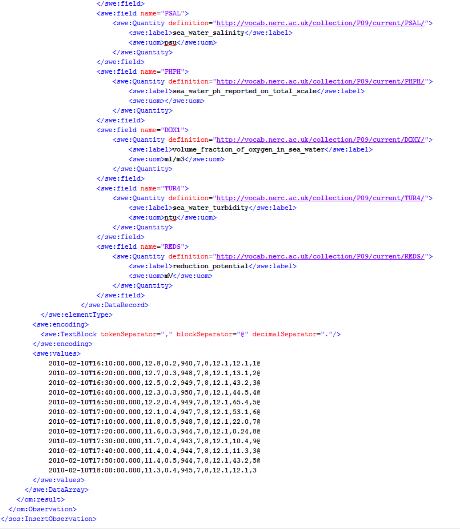 </swe:field>
<swe:field name="PSAL">
<swe:Quantity definition="http://vocab.nerc.ac.uk/collection/P09/current/PSAL/">
<swe:label>sea_water_salinity</swe:label>
<swe:uom>psu</swe:uom>
</swe:Quantity>
</swe:field>
<swe:field name="PHPH">
<swe:Quantity definition="http://vocab.nerc.ac.uk/collection/P09/current/PHPH/">
<swe:label>sea_water_ph_reported_on_total_scale</swe:label>
<swe:uom></swe:uom>
</swe:Quantity>
</swe:field>
<swe:field name="DOX1">
<swe:Quantity definition="http://vocab.nerc.ac.uk/collection/P09/current/DOXY/">
<swe:label>volume_fraction_of_oxygen_in_sea_water</swe:label>
<swe:uom>ml/m3</swe:uom>
</swe:Quantity>
</swe:field>
<swe:field name="TUR4">
<swe:Quantity definition="http://vocab.nerc.ac.uk/collection/P09/current/TUR4/">
<swe:label>sea_water_turbidity</swe:label>
<swe:uom>ntu</swe:uom>
</swe:Quantity>
</swe:field>
<swe:field name="REDS">
<swe:Quantity definition="http://vocab.nerc.ac.uk/collection/P09/current/REDS/">
<swe:label>reduction_potential</swe:label>
<swe:uom>mV</swe:uom>
</swe:Quantity>
</swe:field>
</swe:DataRecord>
</swe:elementType>
<swe:encoding>
<swe:TextBlock tokenSeparator="," blockSeparator="@" decimalSeparator="."/>
</swe:encoding>
<swe:values>
2010-02-10T16:10:00.000,12.8,0.2,960,7,8,12.1,12.1,1@
2010-02-10T16:20:00.000,12.7,0.3,948,7,8,12.1,13.1,2@
2010-02-10T16:30:00.000,12.5,0.2,949,7,8,12.1,43.2,3@
2010-02-10T16:40:00.000,12.3,0.3,950,7,8,12.1,44.5,4@
2010-02-10T16:50:00.000,12.2,0.4,949,7,8,12.1,65.4,5@
2010-02-10T17:00:00.000,12.1,0.4,947,7,8,12.1,53.1,6@
2010-02-10T17:10:00.000,11.8,0.5,948,7,8,12.1,22.0,7@
2010-02-10T17:20:00.000,11.6,0.3,944,7,8,12.1,0.24,8@
2010-02-10T17:30:00.000,11.7,0.4,943,7,8,12.1,10.4,9@
2010-02-10T17:40:00.000,11.4,0.4,944,7,8,12.1,11.3,3@
2010-02-10T17:50:00.000,11.4,0.5,944,7,8,12.1,43.2,5@
2010-02-10T18:00:00.000,11.3,0.4,945,7,8,12.1,12.1,3
</swe:values>
</swe:DataArray>
</om:result>
</om:Observation>
</sos:InsertObservation>